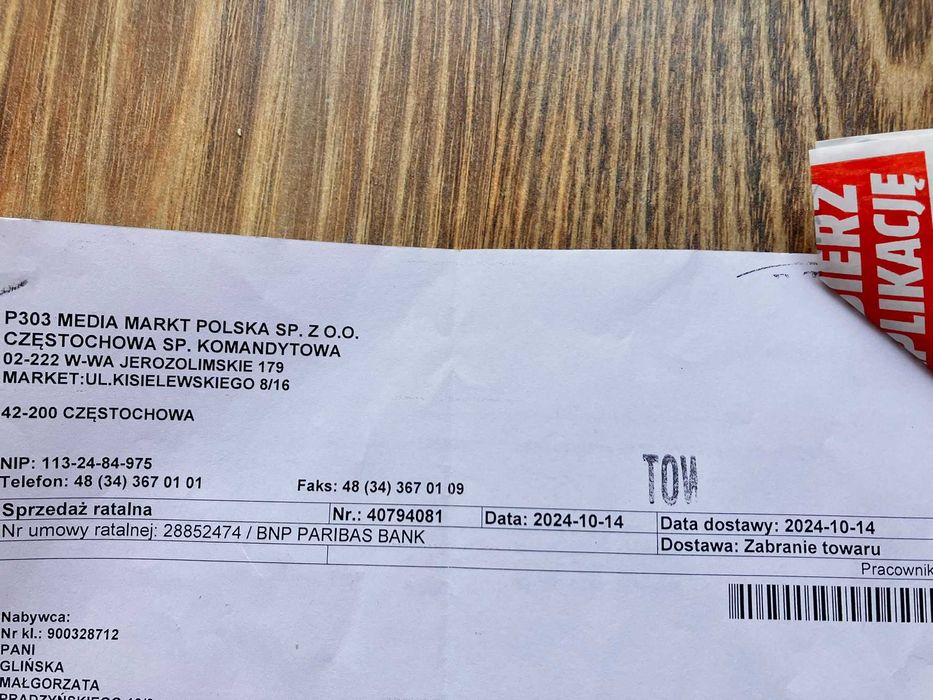 P303 MEDIA MARKT POLSKA SP. Z O.O.
CZĘSTOCHOWA SP. KOMANDYTOWA
02-222 W-WA JEROZOLIMSKIE 179
MARKET:UL.KISIELEWSKIEGO 8/16
42-200 CZĘSTOCHOWA
NIP: 113-24-84-975
Telefon: 48 (34) 367 01 01 Faks: 48 (34) 367 01 09
TOW
Sprzedaż ratalna Nr.: 40794081 Data: 2024-10-14 Data dostawy: 2024-10-14
Nr umowy ratalnej: 28852474 / BNP PARIBAS BANK Dostawa: Zabranie towaru
Pracownik
Nabywca:
Nr kl.: 900328712
PANI
GLIŃSKA
MAŁGORZATA
IERZ
PLIKACJĘ